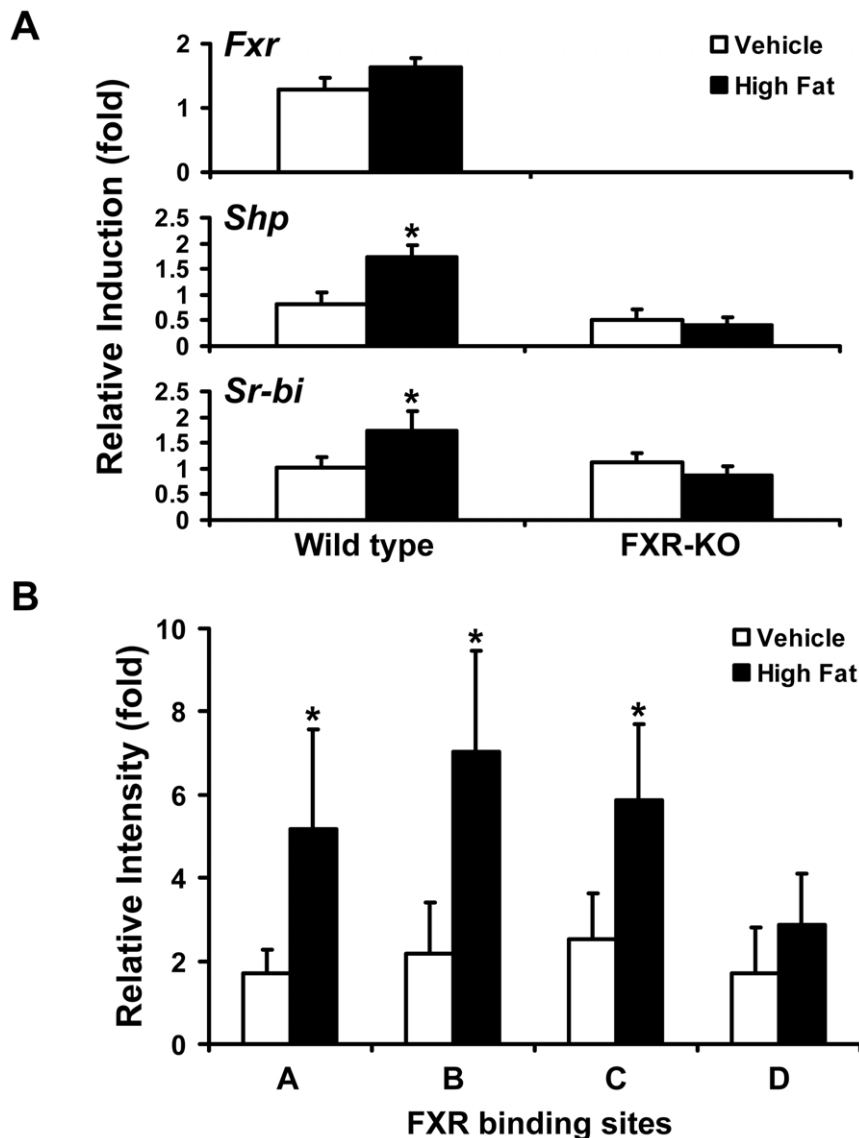 A
Relative Induction (fold)
Fxr
Vehicle
High Fat
2
1
0
Shp
*
2.5
2
1.5
1
0.5
0
Sr-bi
*
2.5
2
1.5
1
0.5
0
Wild type FXR-KO
B
Relative Intensity (fold)
Vehicle
High Fat
10
8
6
4
2
0
* * *
A B C D
FXR binding sites